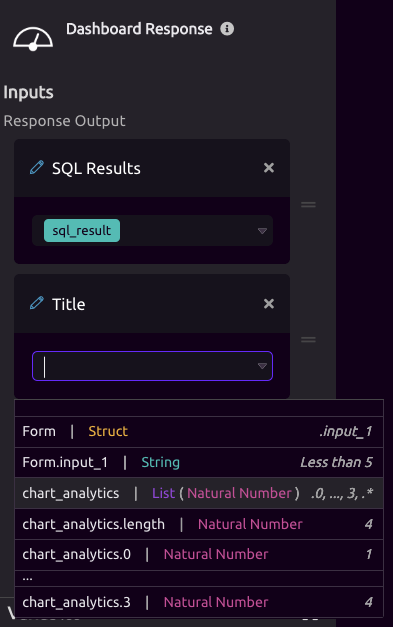 Dashboard Response
Inputs
Response Output
SQL Results
sql_result
Title
Form | Struct .input_1
Form.input_1 | String Less than 5
chart_analytics | List ( Natural Number ) .0, ..., 3, .*
chart_analytics.length | Natural Number 4
chart_analytics.0 | Natural Number 1
...
chart_analytics.3 | Natural Number 4